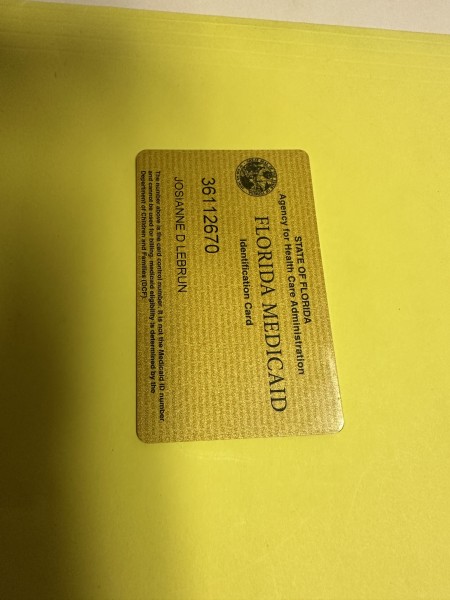 STATE OF FLORIDA
Agency for Health Care Administration
FLORIDA MEDICAID
Identification Card
36112670
JOSIANNE D LEBRUN
The number above is the card control number. It is not the Medicaid ID number
and cannot be used for billing. medicaid eligibility is determined by the
Department of Children and Families (DCF).